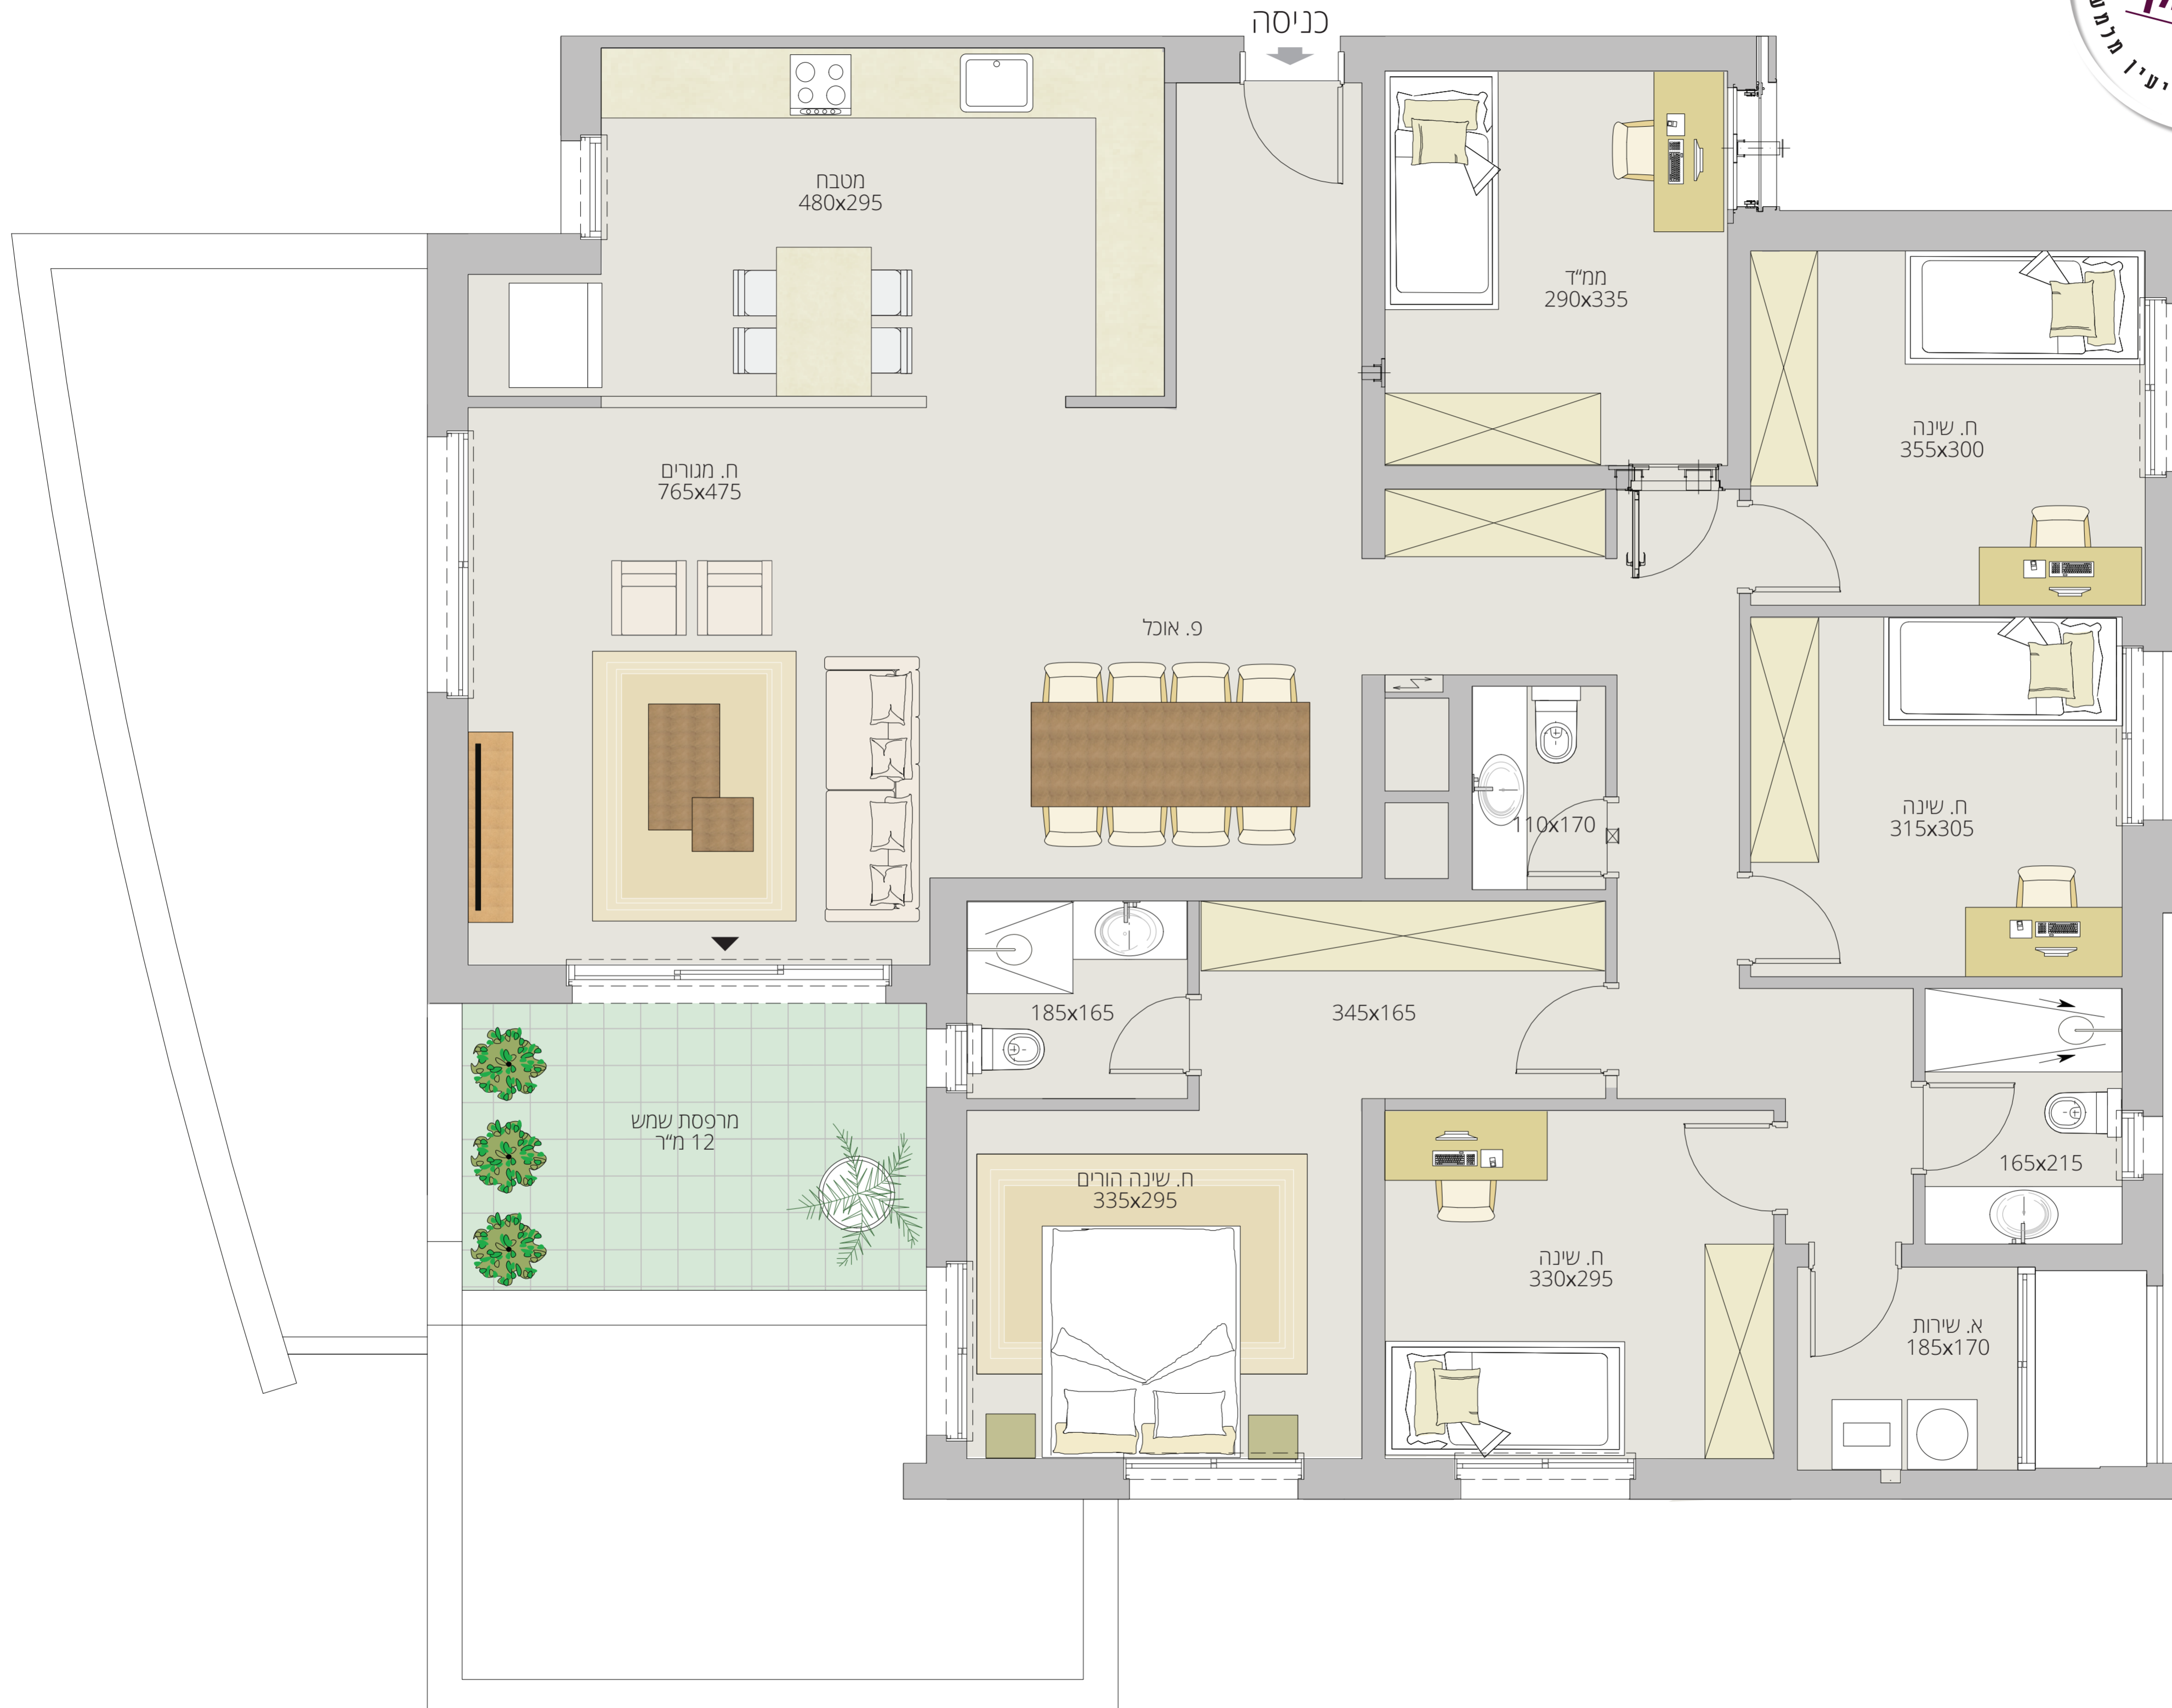 כניסה
מטבח
480x295
ממ"ד
290x335
ח. שינה
355x300
ח. מגורים
765x475
פ. אוכל
ח. שינה
315x305
110x170
185x165
345x165
מרפסת שמש
12 מ"ר
ח. שינה הורים
335x295
165x215
ח. שינה
330x295
א. שירות
185x170